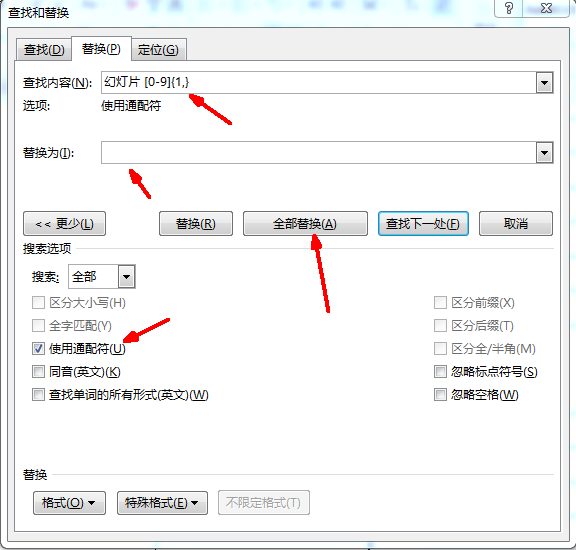 查找和替换
查找(D) 替换(P) 定位(G)
查找内容(N): 幻灯片 [0-9]{1,}
选项: 使用通配符
替换为(I):
<< 更少(L) 替换(R) 全部替换(A) 查找下一处(F) 取消
搜索选项
搜索: 全部
区分大小写(H) 区分前缀(X)
全字匹配(Y) 区分后缀(T)
使用通配符(U) 区分全/半角(M)
同音(英文)(K) 忽略标点符号(S)
查找单词的所有形式(英文)(W) 忽略空格(W)
替换
格式(O) 特殊格式(E) 不限定格式(T)